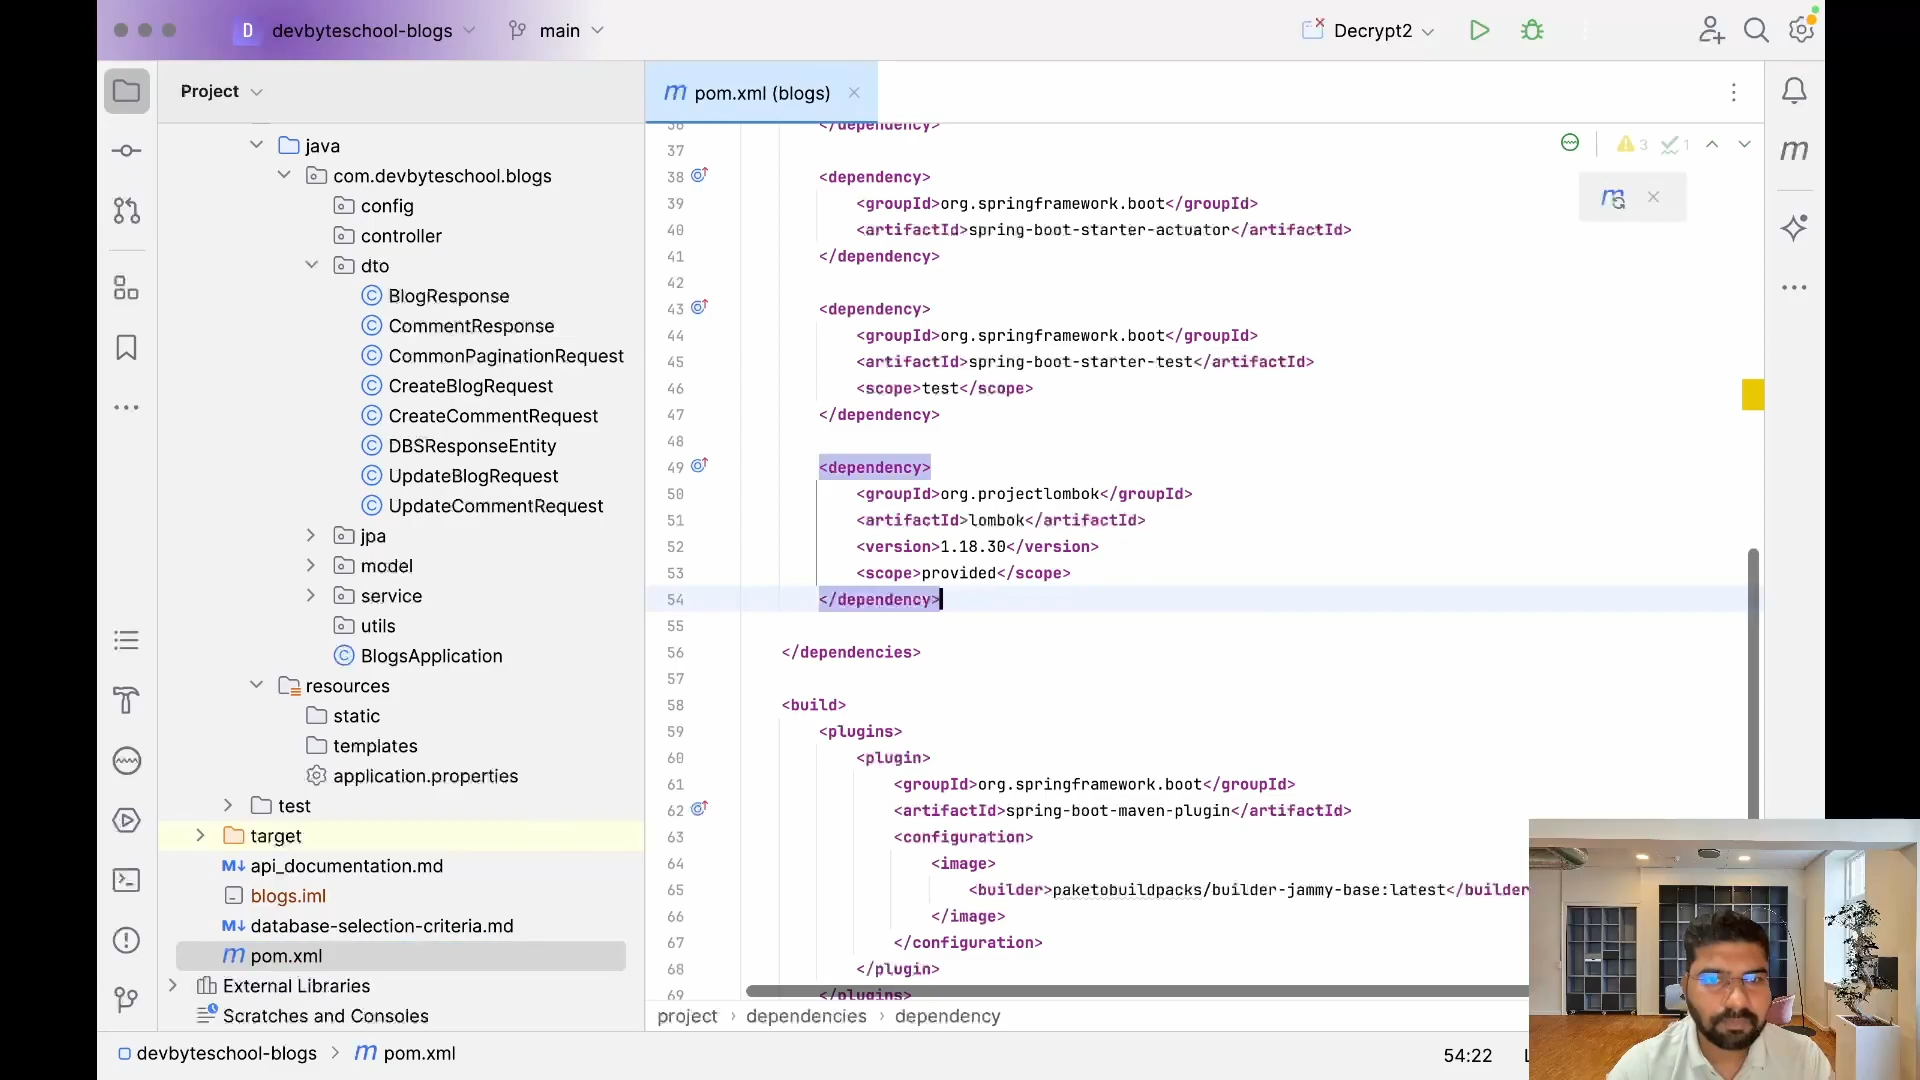 D devbyteschool-blogs main Decrypt2
Project
pom.xml (blogs)
java
com.devbyteschool.blogs
config
controller
dto
BlogResponse
CommentResponse
CommonPaginationRequest
CreateBlogRequest
CreateCommentRequest
DBSResponseEntity
UpdateBlogRequest
UpdateCommentRequest
jpa
model
service
utils
BlogsApplication
resources
static
templates
application.properties
test
target
M↓ api_documentation.md
blogs.iml
M↓ database-selection-criteria.md
m pom.xml
External Libraries
Scratches and Consoles
36 </dependency>
37
38 <dependency>
39 <groupId>org.springframework.boot</groupId>
40 <artifactId>spring-boot-starter-actuator</artifactId>
41 </dependency>
42
43 <dependency>
44 <groupId>org.springframework.boot</groupId>
45 <artifactId>spring-boot-starter-test</artifactId>
46 <scope>test</scope>
47 </dependency>
48
49 <dependency>
50 <groupId>org.projectlombok</groupId>
51 <artifactId>lombok</artifactId>
52 <version>1.18.30</version>
53 <scope>provided</scope>
54 </dependency>
55
56 </dependencies>
57
58 <build>
59 <plugins>
60 <plugin>
61 <groupId>org.springframework.boot</groupId>
62 <artifactId>spring-boot-maven-plugin</artifactId>
63 <configuration>
64 <image>
65 <builder>paketobuildpacks/builder-jammy-base:latest</builder
66 </image>
67 </configuration>
68 </plugin>
69 </plugins>
3 1
project > dependencies > dependency
devbyteschool-blogs > m pom.xml
54:22